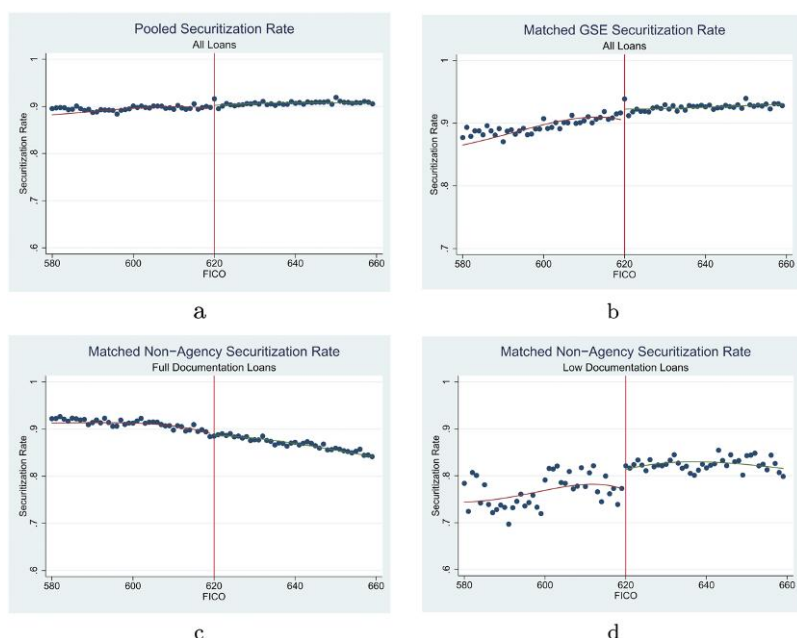 Pooled Securitization Rate
All Loans
Securitization Rate
1
.9
.8
.7
.6
580
600
620
640
660
FICO
a
Matched GSE Securitization Rate
All Loans
Securitization Rate
1
.9
.8
.7
580
600
620
640
660
FICO
b
Matched Non-Agency Securitization Rate
Full Documentation Loans
Securitization Rate
1
.9
.8
.7
.6
580
600
620
640
660
FICO
c
Matched Non-Agency Securitization Rate
Low Documentation Loans
Securitization Rate
1
.9
.8
.7
.6
580
600
620
640
660
FICO
d